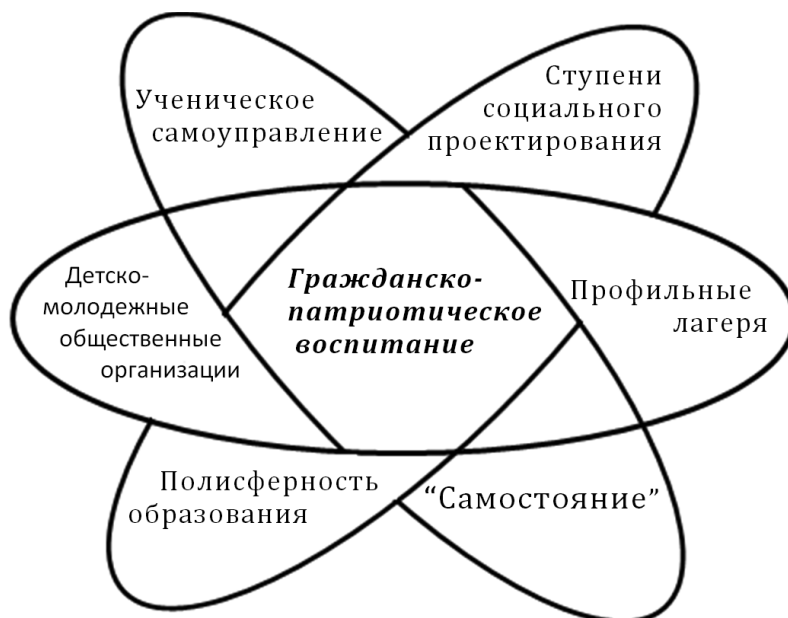 Ученическое
самоуправление
Ступени
социального
проектирования
Детско-
молодежные
общественные
организации
Гражданско-
патриотическое
воспитание
Профильные
лагеря
Полисферность
образования
“Самостояние”